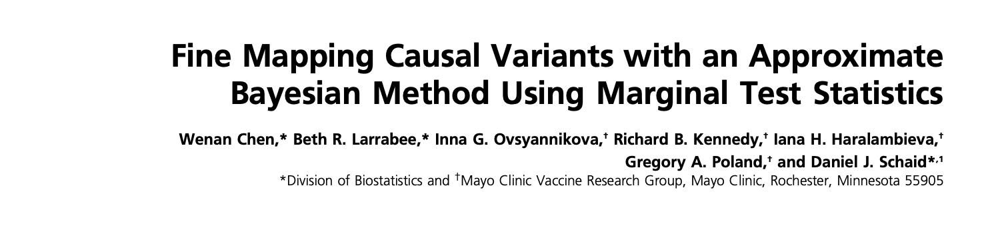 Fine Mapping Causal Variants with an Approximate
Bayesian Method Using Marginal Test Statistics
Wenan Chen,* Beth R. Larrabee,* Inna G. Ovsyannikova,† Richard B. Kennedy,† Iana H. Haralambieva,†
Gregory A. Poland,† and Daniel J. Schaid*,1
*Division of Biostatistics and †Mayo Clinic Vaccine Research Group, Mayo Clinic, Rochester, Minnesota 55905